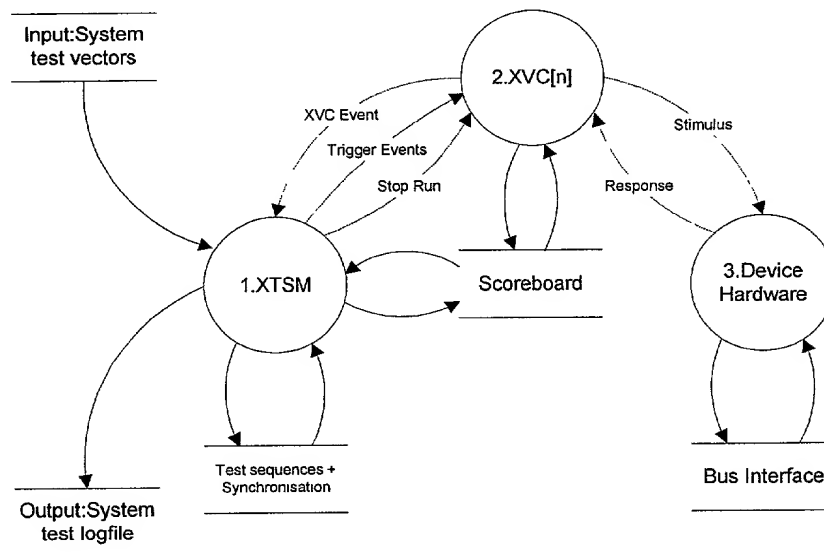 Input:System
test vectors
2.XVC[n]
XVC Event
Trigger Events
Stop Run
Stimulus
Response
1.XTSM
Scoreboard
3.Device
Hardware
Test sequences +
Synchronisation
Bus Interface
Output:System
test logfile